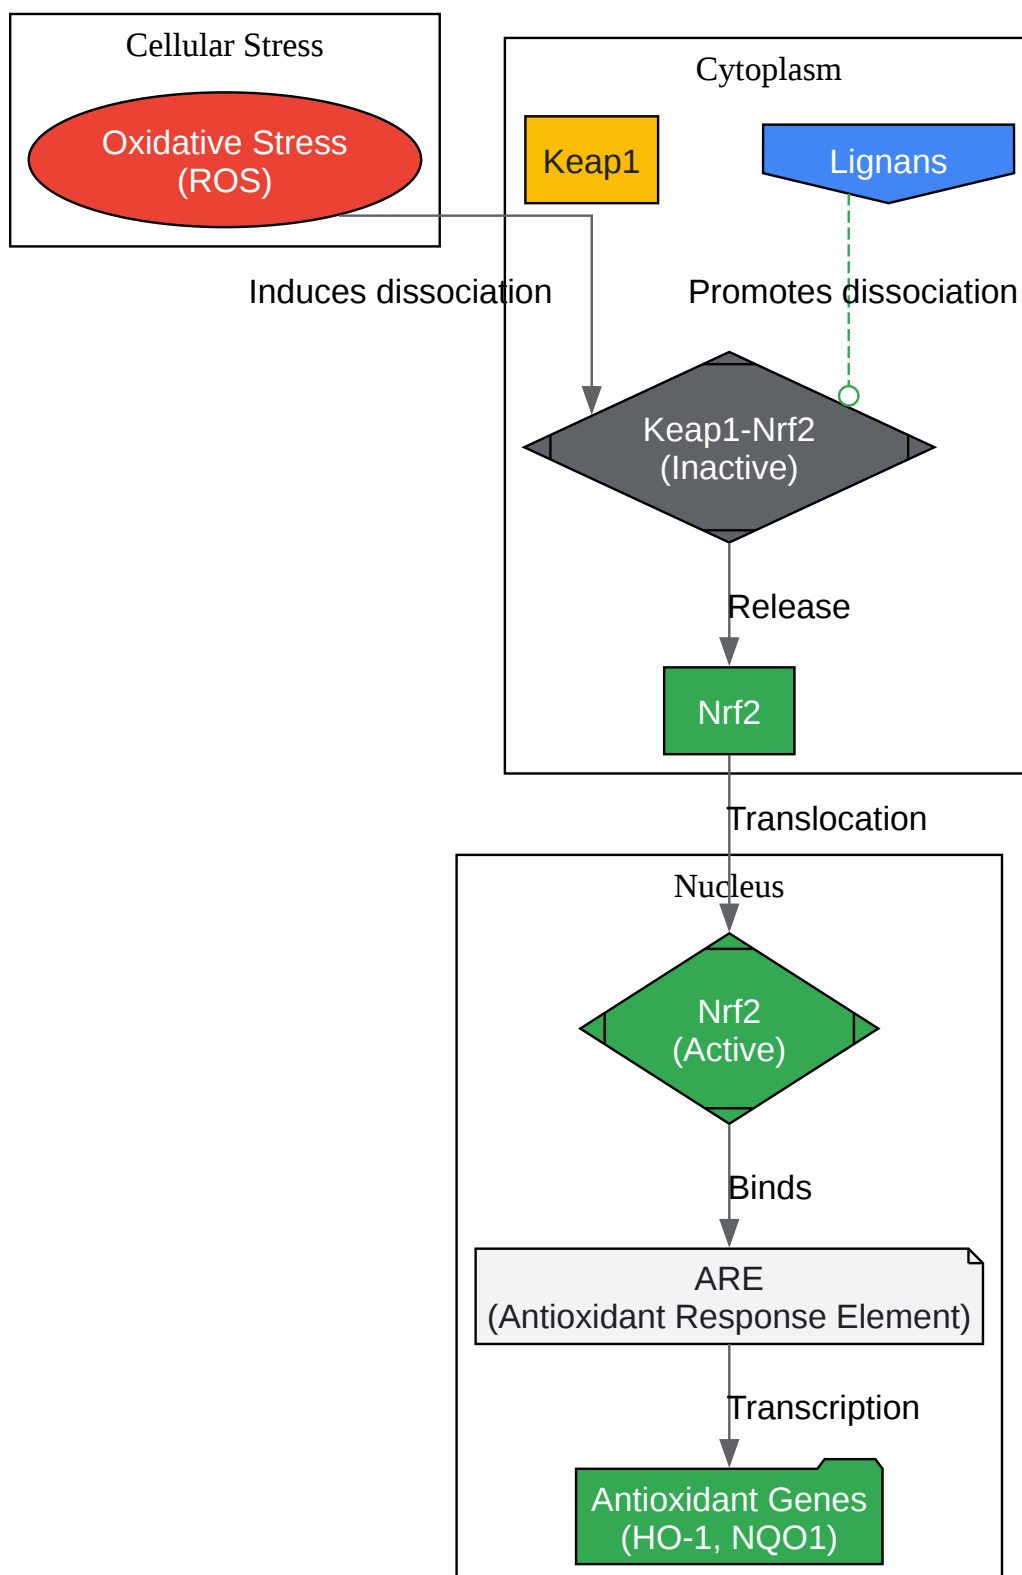 Cellular Stress
Oxidative Stress
(ROS)
Cytoplasm
Keap1
Lignans
Induces dissociation
Promotes dissociation
Keap1-Nrf2
(Inactive)
Release
Nrf2
Translocation
Nucleus
Nrf2
(Active)
Binds
ARE
(Antioxidant Response Element)
Transcription
Antioxidant Genes
(HO-1, NQO1)